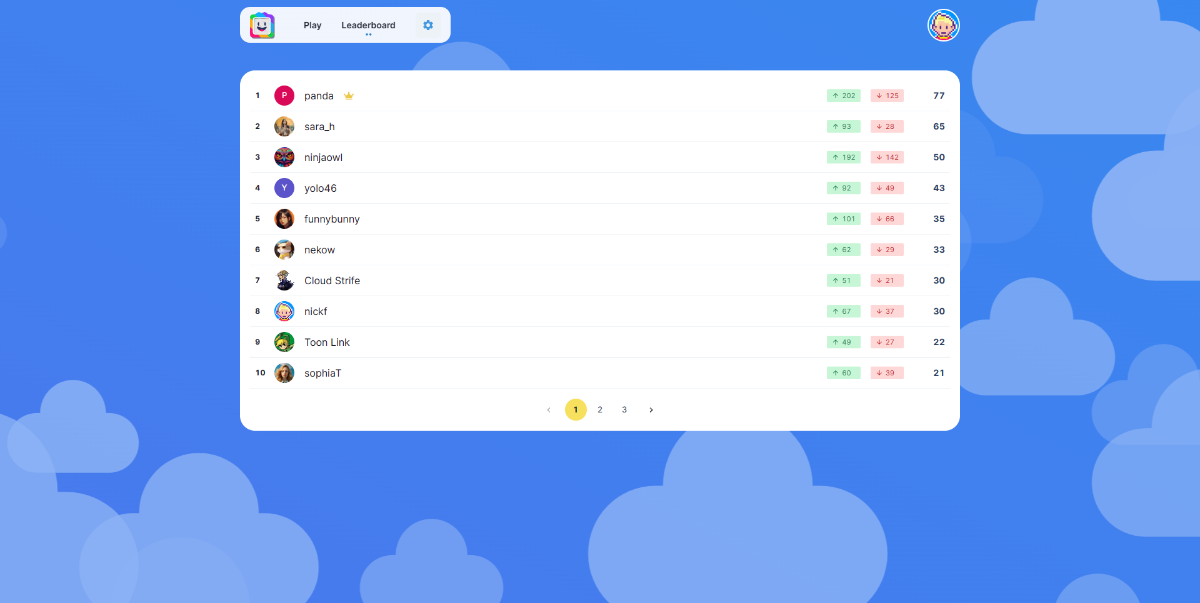 Play Leaderboard
1 P panda ↑ 202 ↓ 125 77
2 sara_h ↑ 93 ↓ 28 65
3 ninjaowl ↑ 192 ↓ 142 50
4 Y yolo46 ↑ 92 ↓ 49 43
5 funnybunny ↑ 101 ↓ 66 35
6 nekow ↑ 62 ↓ 29 33
7 Cloud Strife ↑ 51 ↓ 21 30
8 nickf ↑ 67 ↓ 37 30
9 Toon Link ↑ 49 ↓ 27 22
10 sophiaT ↑ 60 ↓ 39 21
‹ 1 2 3 ›